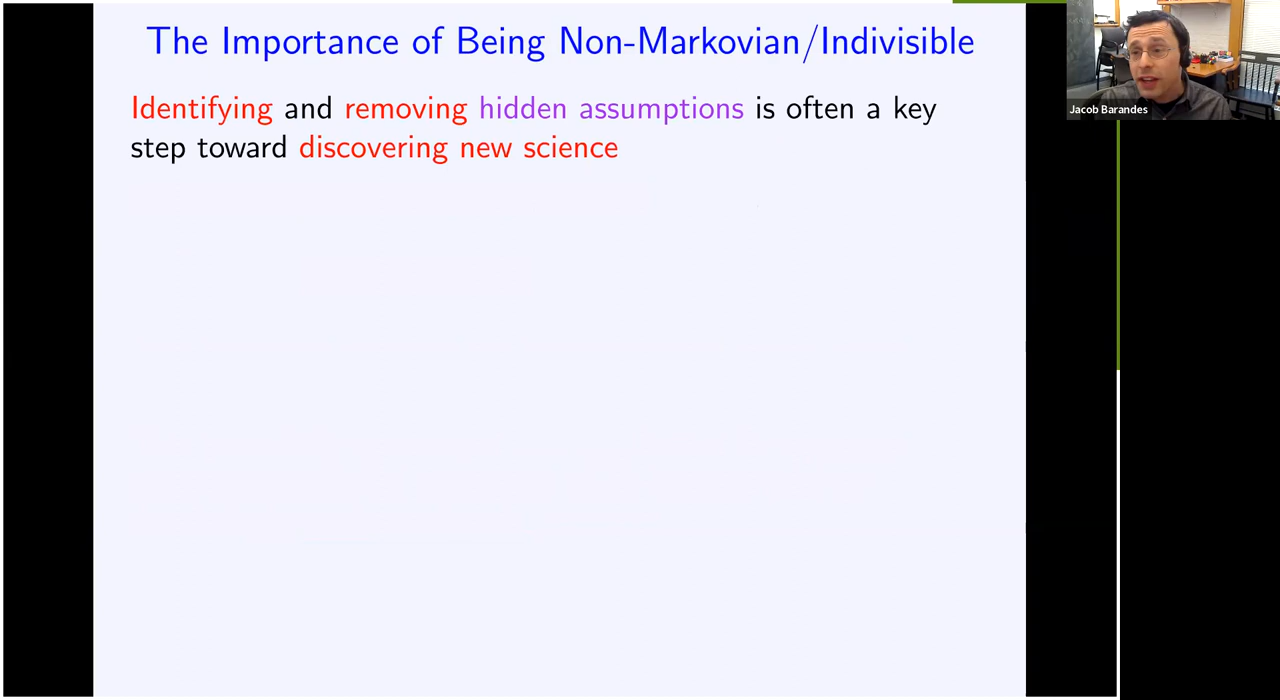 The Importance of Being Non-Markovian/Indivisible
Identifying and removing hidden assumptions is often a key
step toward discovering new science
Jacob Barandes